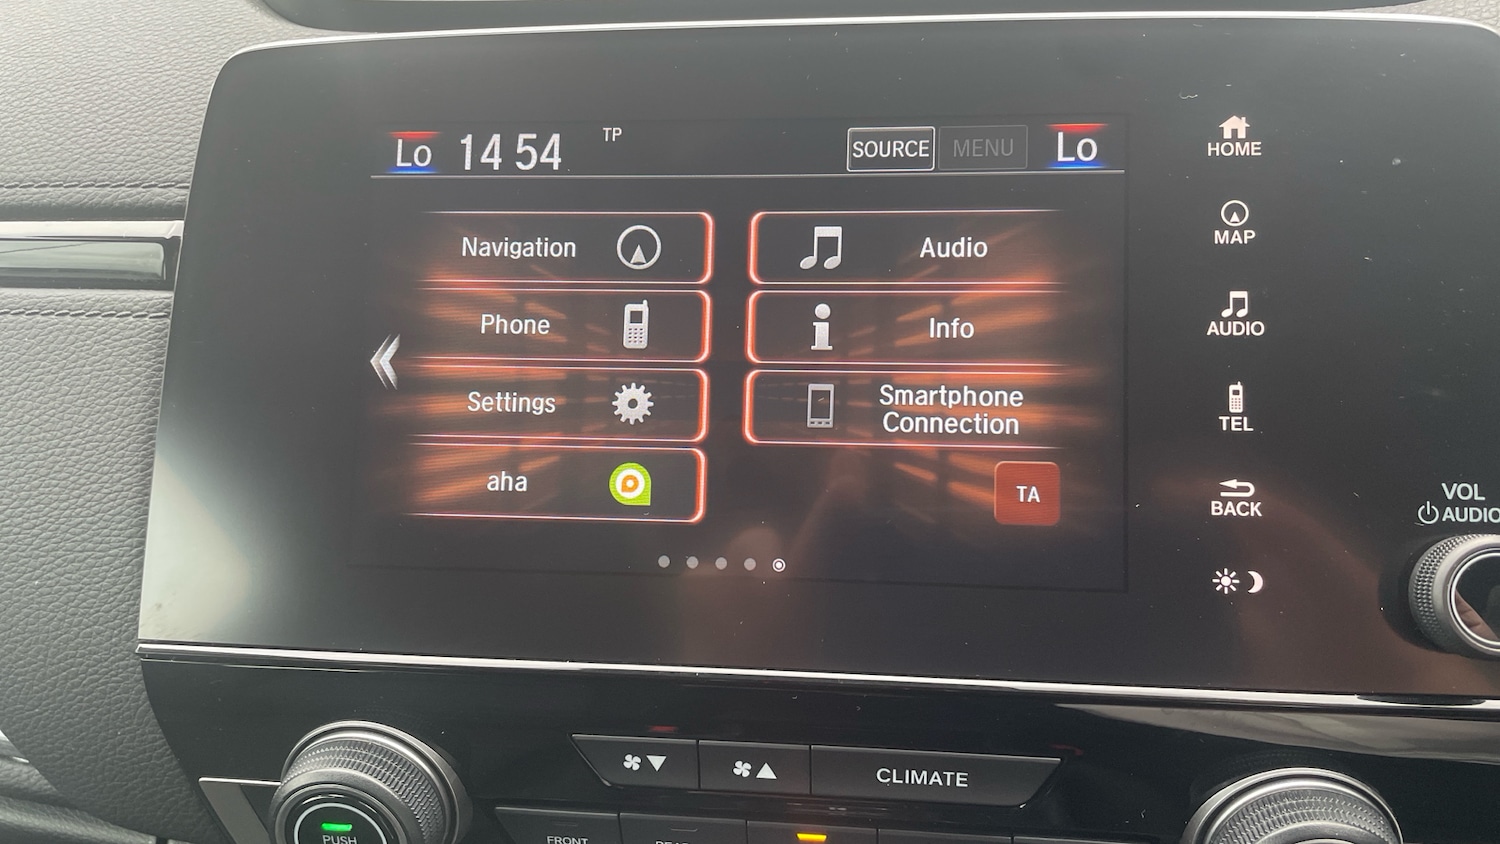 Lo 14 54 TP SOURCE MENU Lo
Navigation
Audio
Phone
Info
Settings
Smartphone
Connection
aha
TA
HOME
MAP
AUDIO
TEL
BACK
VOL
AUDIO
CLIMATE
PUSH
FRONT
REAR